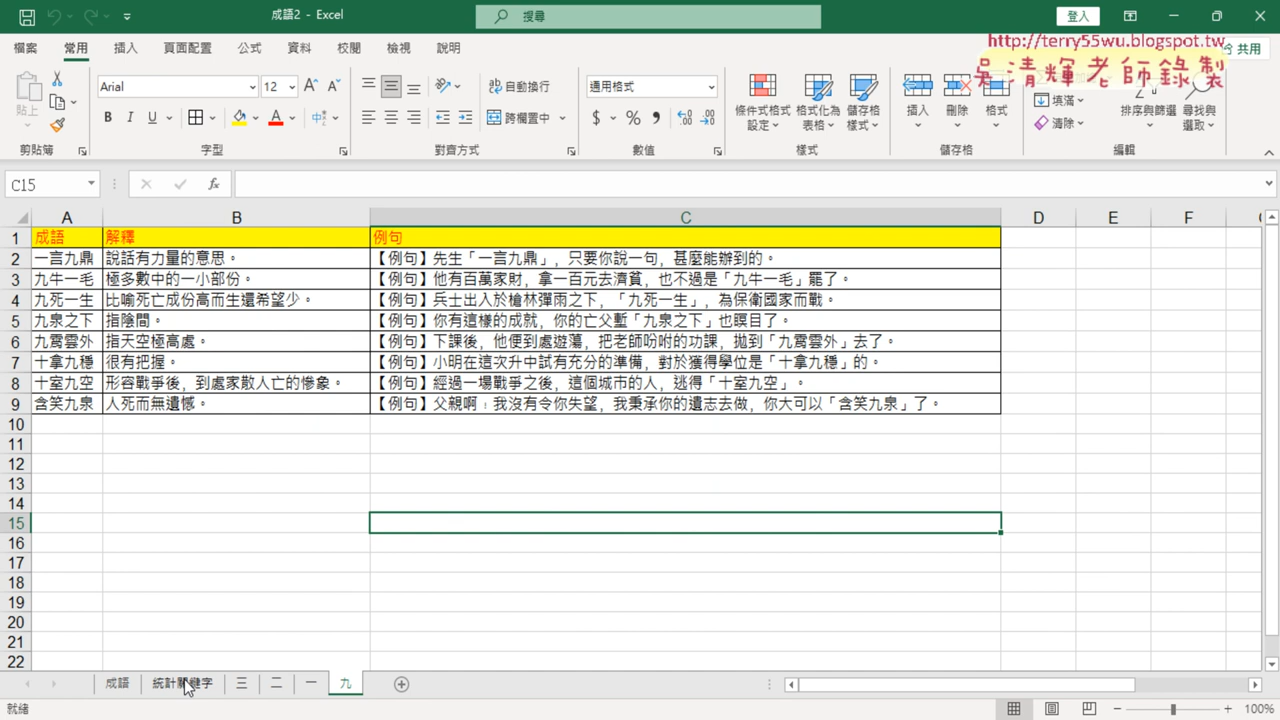 成語2 - Excel
搜尋
登入
http://terry55wu.blogspot.tw
吳清輝老師錄製
檔案 常用 插入 頁面配置 公式 資料 校閱 檢視 說明 共用
貼上 Arial 12 自動換行 通用格式 條件式格式設定 格式化為表格 儲存格樣式 插入 刪除 格式 填滿 排序與篩選 尋找與選取
B I U 跨欄置中 $ % 清除
剪貼簿 字型 對齊方式 數值 樣式 儲存格 編輯
C15 fx
A B C D E F
1 成語 解釋 例句
2 一言九鼎 說話有力量的意思。 【例句】先生「一言九鼎」，只要你說一句，甚麼能辦到的。
3 九牛一毛 極多數中的一小部份。 【例句】他有百萬家財，拿一百元去濟貧，也不過是「九牛一毛」罷了。
4 九死一生 比喻死亡成份高而生還希望少。 【例句】兵士出入於槍林彈雨之下，「九死一生」，為保衛國家而戰。
5 九泉之下 指陰間。 【例句】你有這樣的成就，你的亡父塹「九泉之下」也瞑目了。
6 九霄雲外 指天空極高處。 【例句】下課後，他便到處遊蕩，把老師吩咐的功課，拋到「九霄雲外」去了。
7 十拿九穩 很有把握。 【例句】小明在這次升中試有充分的準備，對於獲得學位是「十拿九穩」的。
8 十室九空 形容戰爭後，到處家散人亡的慘象。 【例句】經過一場戰爭之後，這個城市的人，逃得「十室九空」。
9 含笑九泉 人死而無遺憾。 【例句】父親啊﹗我沒有令你失望，我秉承你的遺志去做，你大可以「含笑九泉」了。
10
11
12
13
14
15
16
17
18
19
20
21
22
成語 統計關鍵字 三 二 一 九
就緒 100%